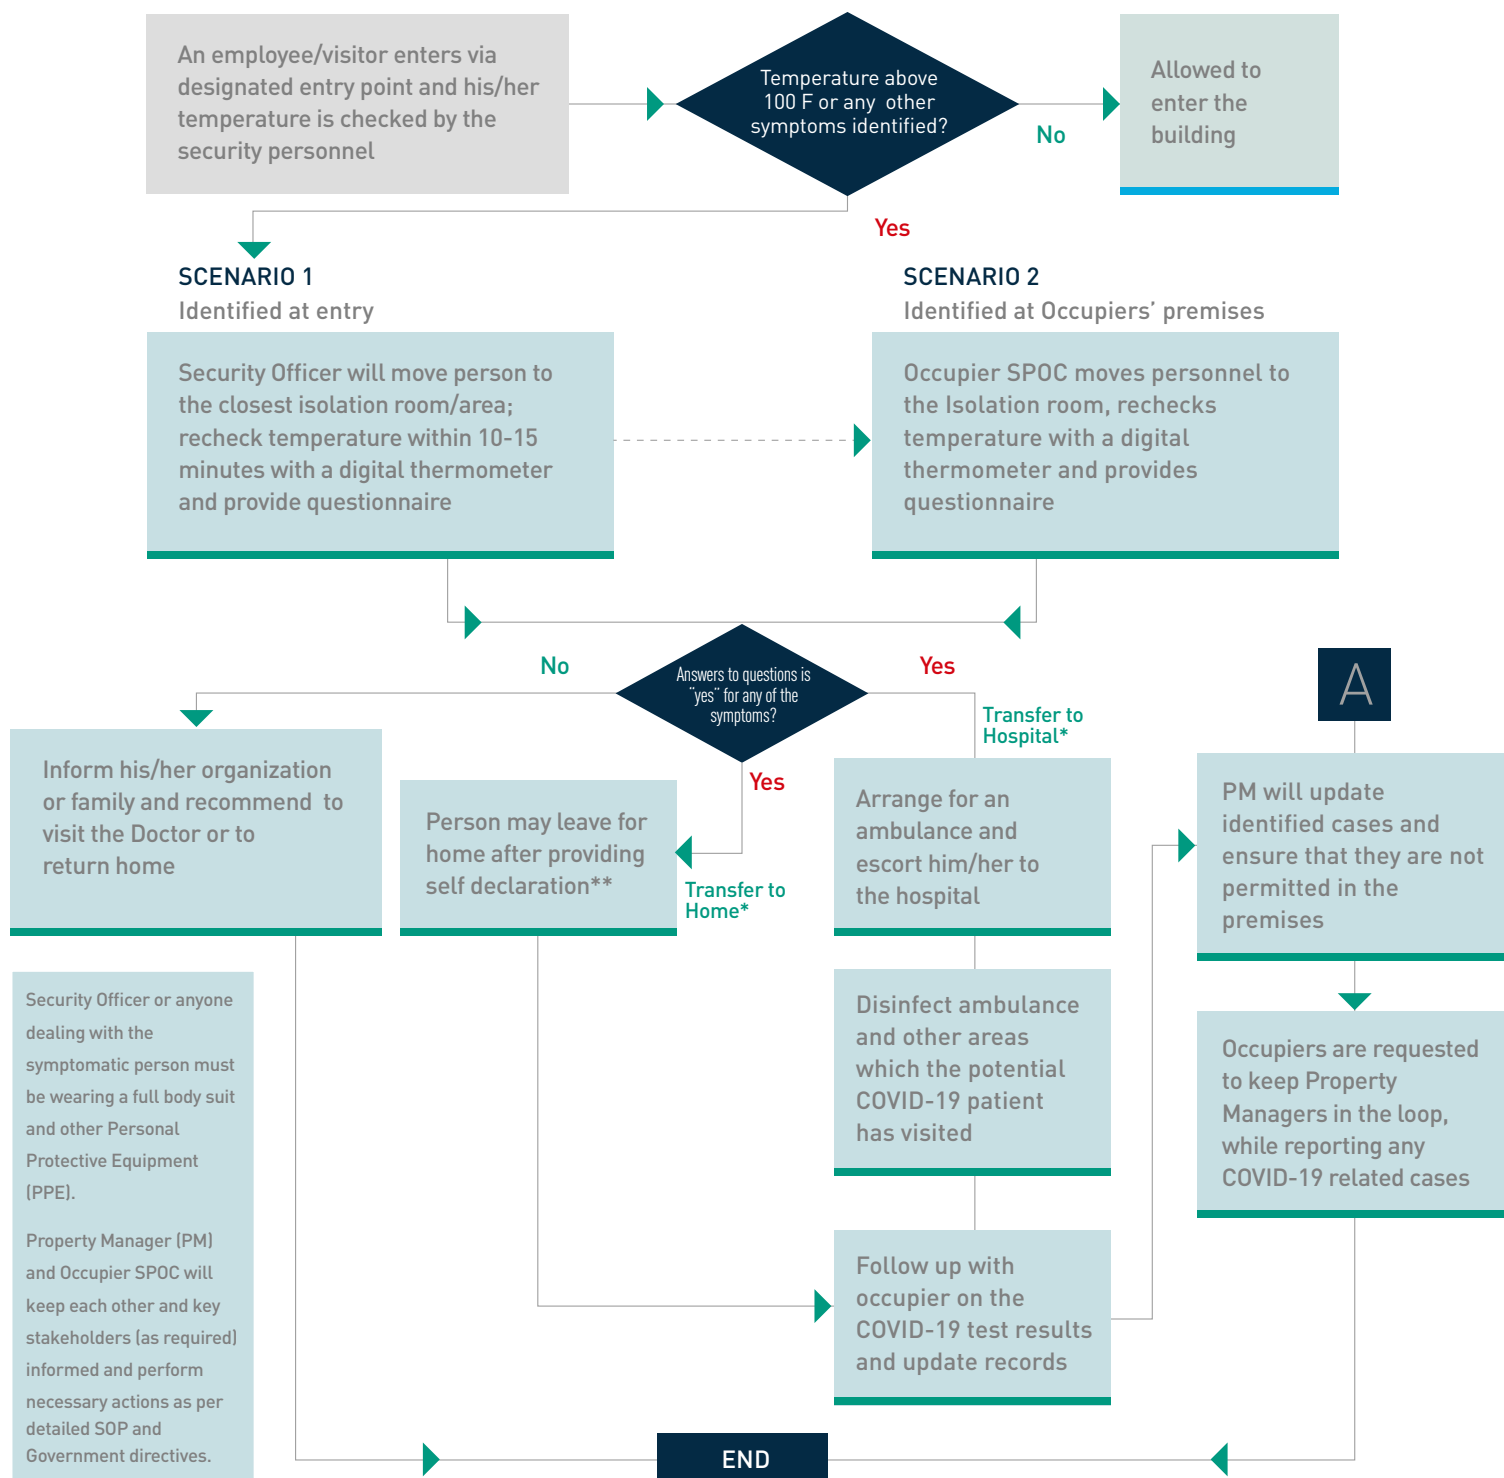 An employee/visitor enters via
designated entry point and his/her
temperature is checked by the
security personnel
Temperature above
100 F or any other
symptoms identified?
No
Allowed to
enter the
building
Yes
SCENARIO 1
Identified at entry
Security Officer will move person to
the closest isolation room/area;
recheck temperature within 10-15
minutes with a digital thermometer
and provide questionnaire
SCENARIO 2
Identified at Occupiers’ premises
Occupier SPOC moves personnel to
the Isolation room, rechecks
temperature with a digital
thermometer and provides
questionnaire
Answers to questions is
"yes" for any of the
symptoms?
No
Yes
Yes
Transfer to
Hospital*
Transfer to
Home*
Inform his/her organization
or family and recommend to
visit the Doctor or to
return home
Person may leave for
home after providing
self declaration**
Arrange for an
ambulance and
escort him/her to
the hospital
Disinfect ambulance
and other areas
which the potential
COVID-19 patient
has visited
Follow up with
occupier on the
COVID-19 test results
and update records
A
PM will update
identified cases and
ensure that they are not
permitted in the
premises
Occupiers are requested
to keep Property
Managers in the loop,
while reporting any
COVID-19 related cases
Security Officer or anyone
dealing with the
symptomatic person must
be wearing a full body suit
and other Personal
Protective Equipment
(PPE).
Property Manager (PM)
and Occupier SPOC will
keep each other and key
stakeholders (as required)
informed and perform
necessary actions as per
detailed SOP and
Government directives.
END